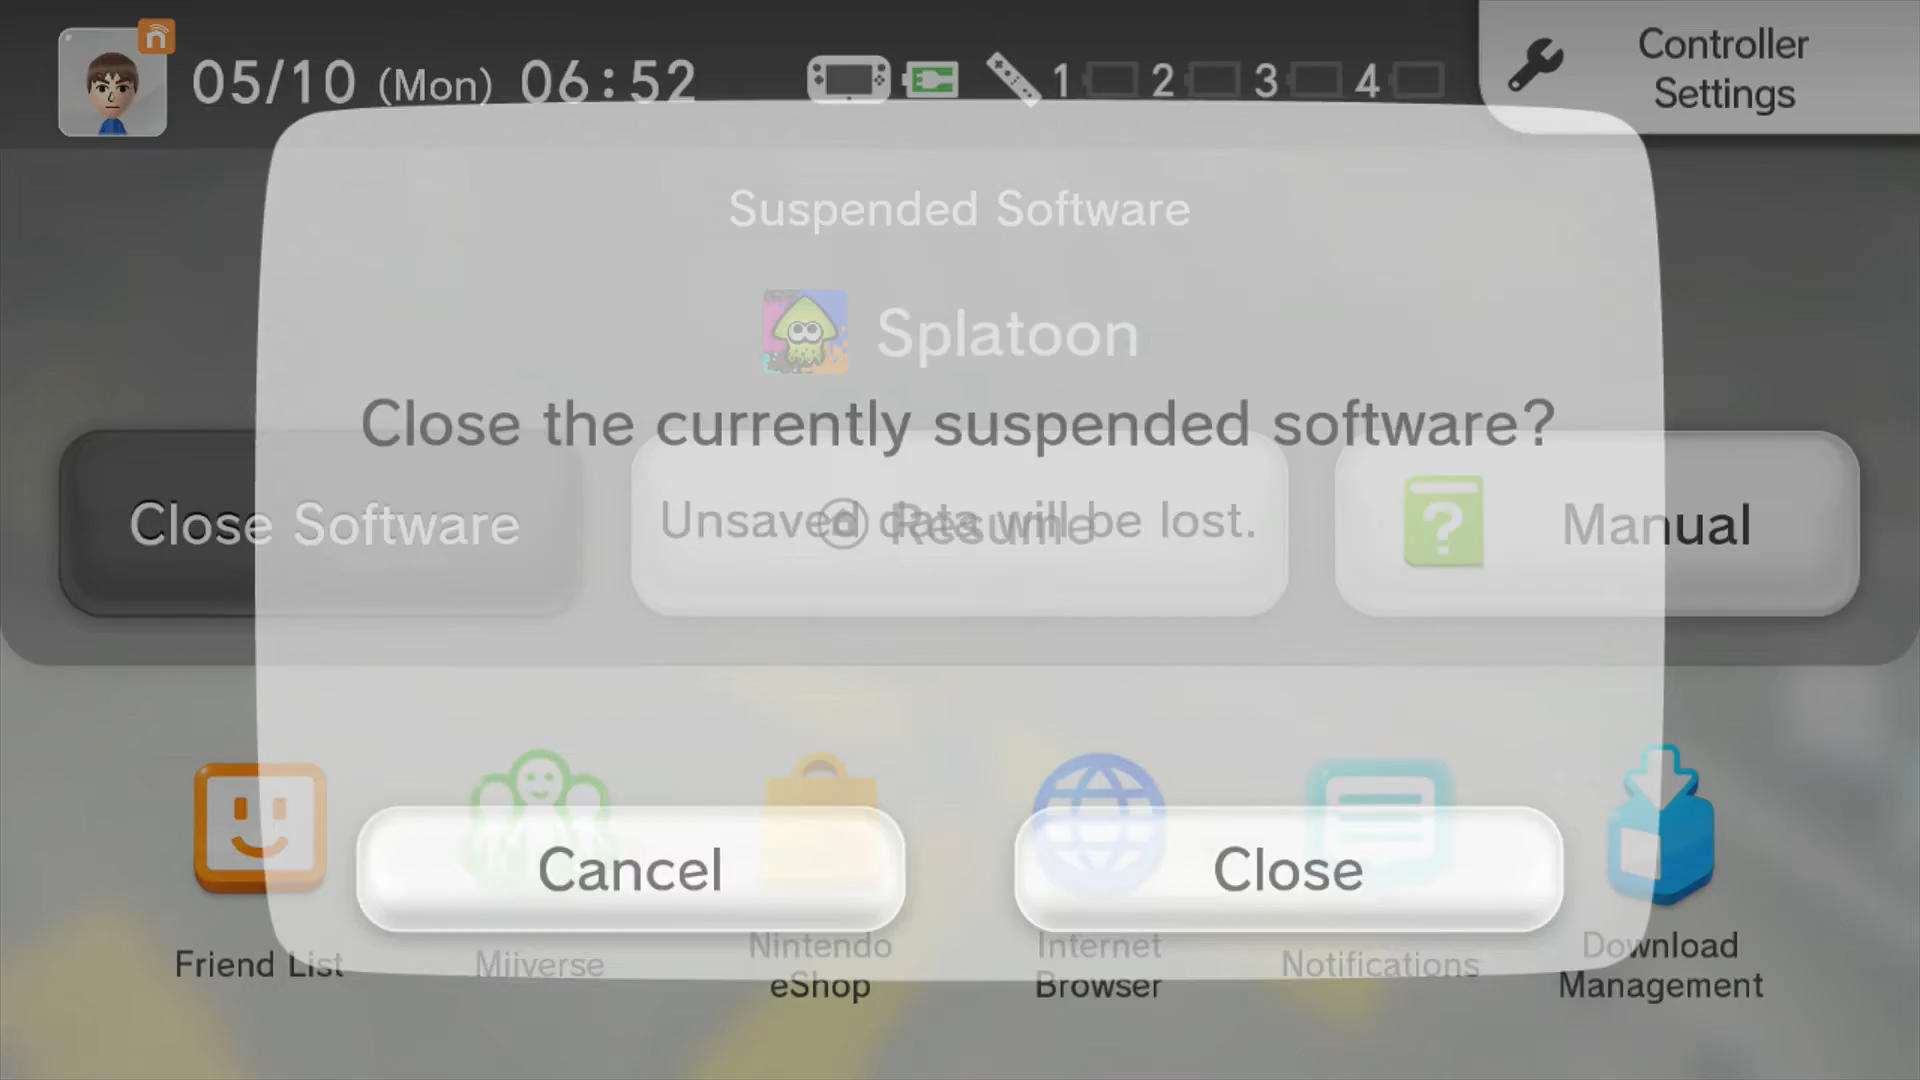 05/10 (Mon) 06:52
1 2 3 4
Controller
Settings
Suspended Software
Splatoon
Close the currently suspended software?
Close Software
Unsaved data will be lost.
Resume
?
Manual
Cancel
Close
Friend List
Miiverse
Nintendo
eShop
Internet
Browser
Notifications
Download
Management